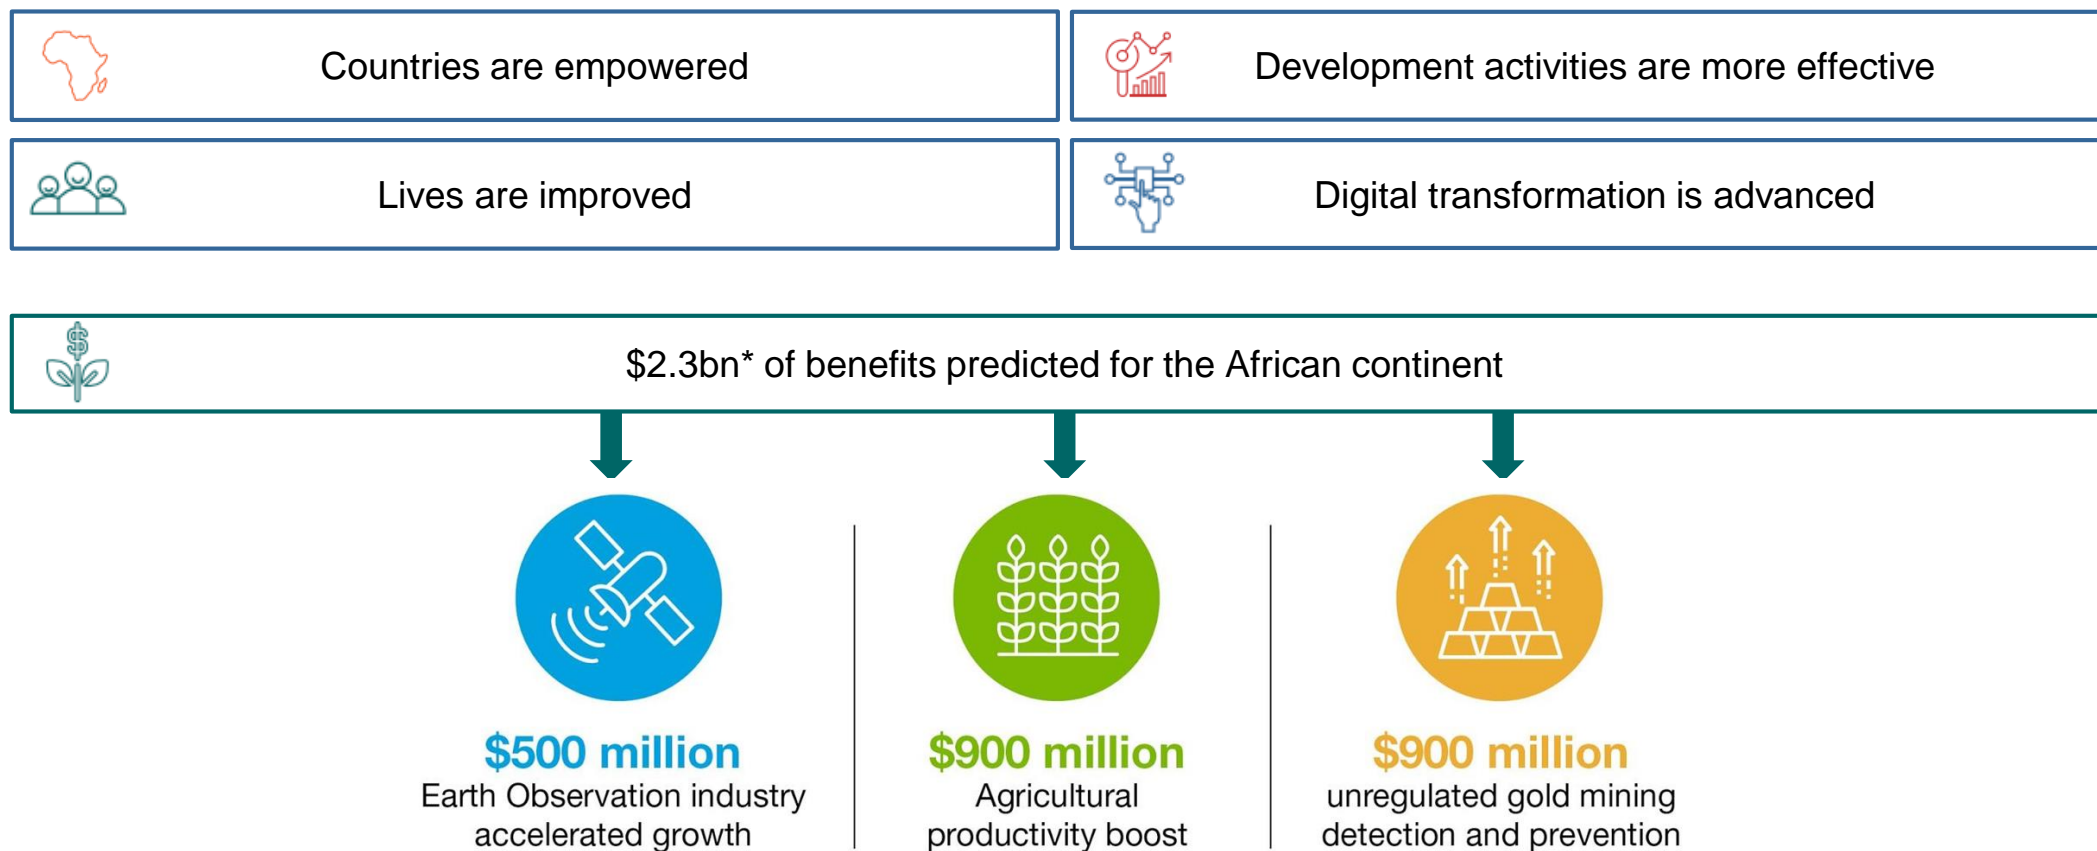 Countries are empowered
Development activities are more effective
Lives are improved
Digital transformation is advanced
$
$2.3bn* of benefits predicted for the African continent
$500 million
Earth Observation industry
accelerated growth
$900 million
Agricultural
productivity boost
$900 million
unregulated gold mining
detection and prevention